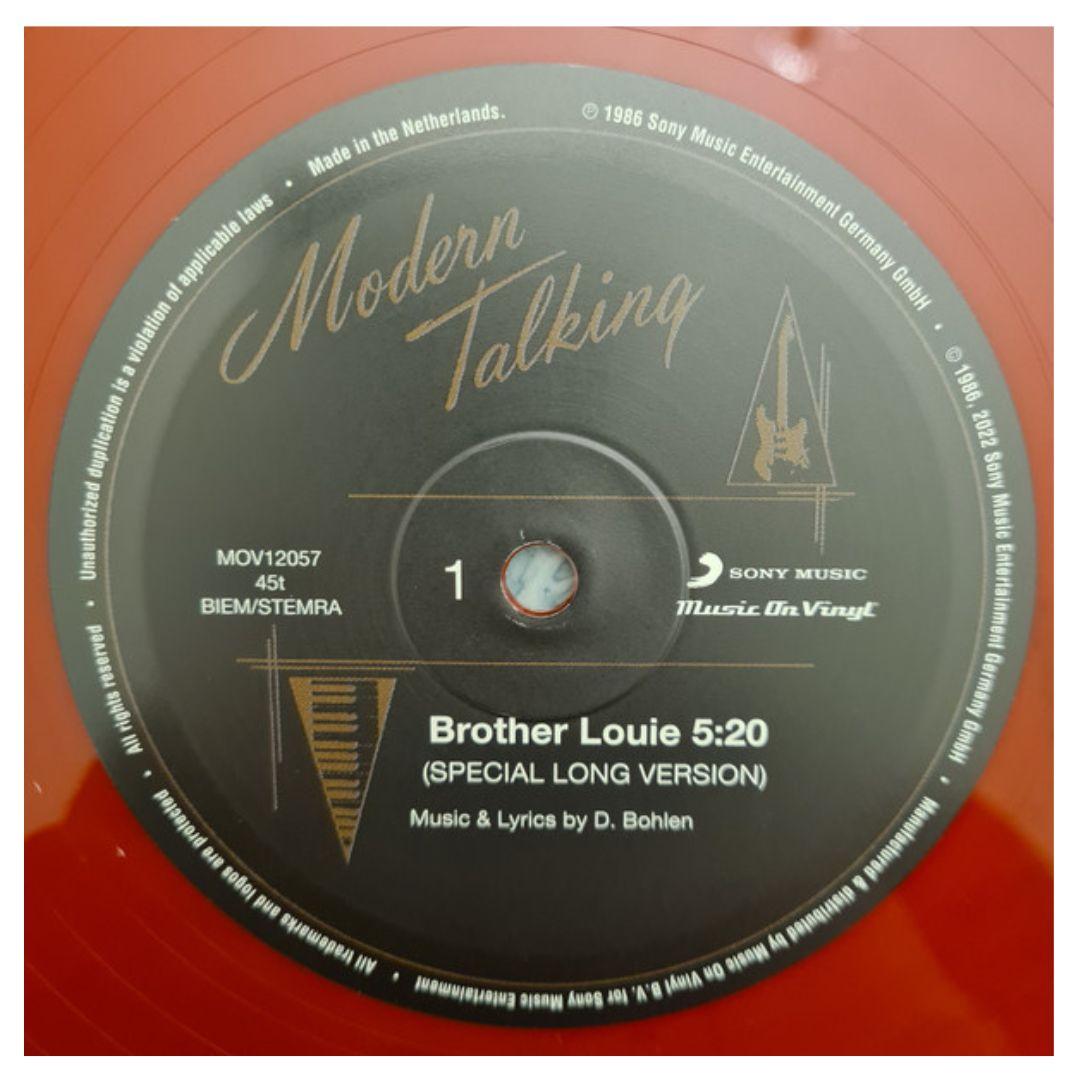 Modern
Talking
MOV12057
45t
BIEM/STEMRA
1
SONY MUSIC
Music On Vinyl
Brother Louie 5:20
(SPECIAL LONG VERSION)
Music & Lyrics by D. Bohlen
℗ 1986 Sony Music Entertainment Germany GmbH • © 1986, 2022 Sony Music Entertainment Germany GmbH • Manufactured & distributed by Music On Vinyl B.V. for Sony Music Entertainment • All trademarks and logos are protected • All rights reserved • Unauthorized duplication is a violation of applicable laws • Made in the Netherlands.